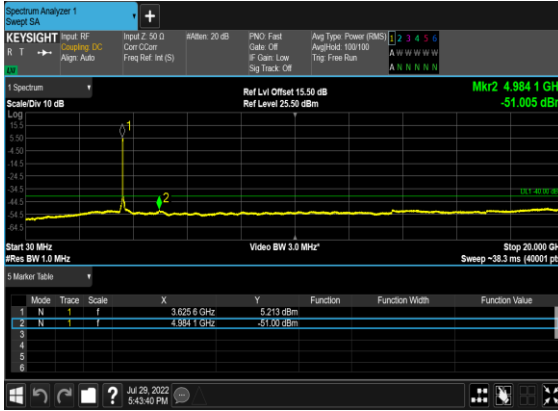 Spectrum Analyzer 1
Swept SA
+
KEYSIGHT Input: RF Input Z: 50 Ω #Atten: 20 dB PNO: Fast Avg Type: Power (RMS) 1 2 3 4 5 6
R T Coupling: DC Corr CCorr Gate: Off Avg|Hold: 100/100 A W W W W W
Align: Auto Freq Ref: Int (S) IF Gain: Low Trig: Free Run
Sig Track: Off A N N N N N
1 Spectrum Ref Lvl Offset 15.50 dB Mkr2 4.984 1 GH
Scale/Div 10 dB Ref Level 25.50 dBm -51.005 dB
Log
15.5
5.50
-4.50
-14.5
-24.5
-34.5
-44.5
-54.5
-64.5
1
2
DL1 -40.00 dB
Start 30 MHz Video BW 3.0 MHz* Stop 20.000 GH
#Res BW 1.0 MHz Sweep ~38.3 ms (40001 pt
5 Marker Table
Mode Trace Scale X Y Function Function Width Function Value
1 N 1 f 3.625 6 GHz 5.213 dBm
2 N 1 f 4.984 1 GHz -51.00 dBm
3
4
5
6
? Jul 29, 2022
5:43:40 PM